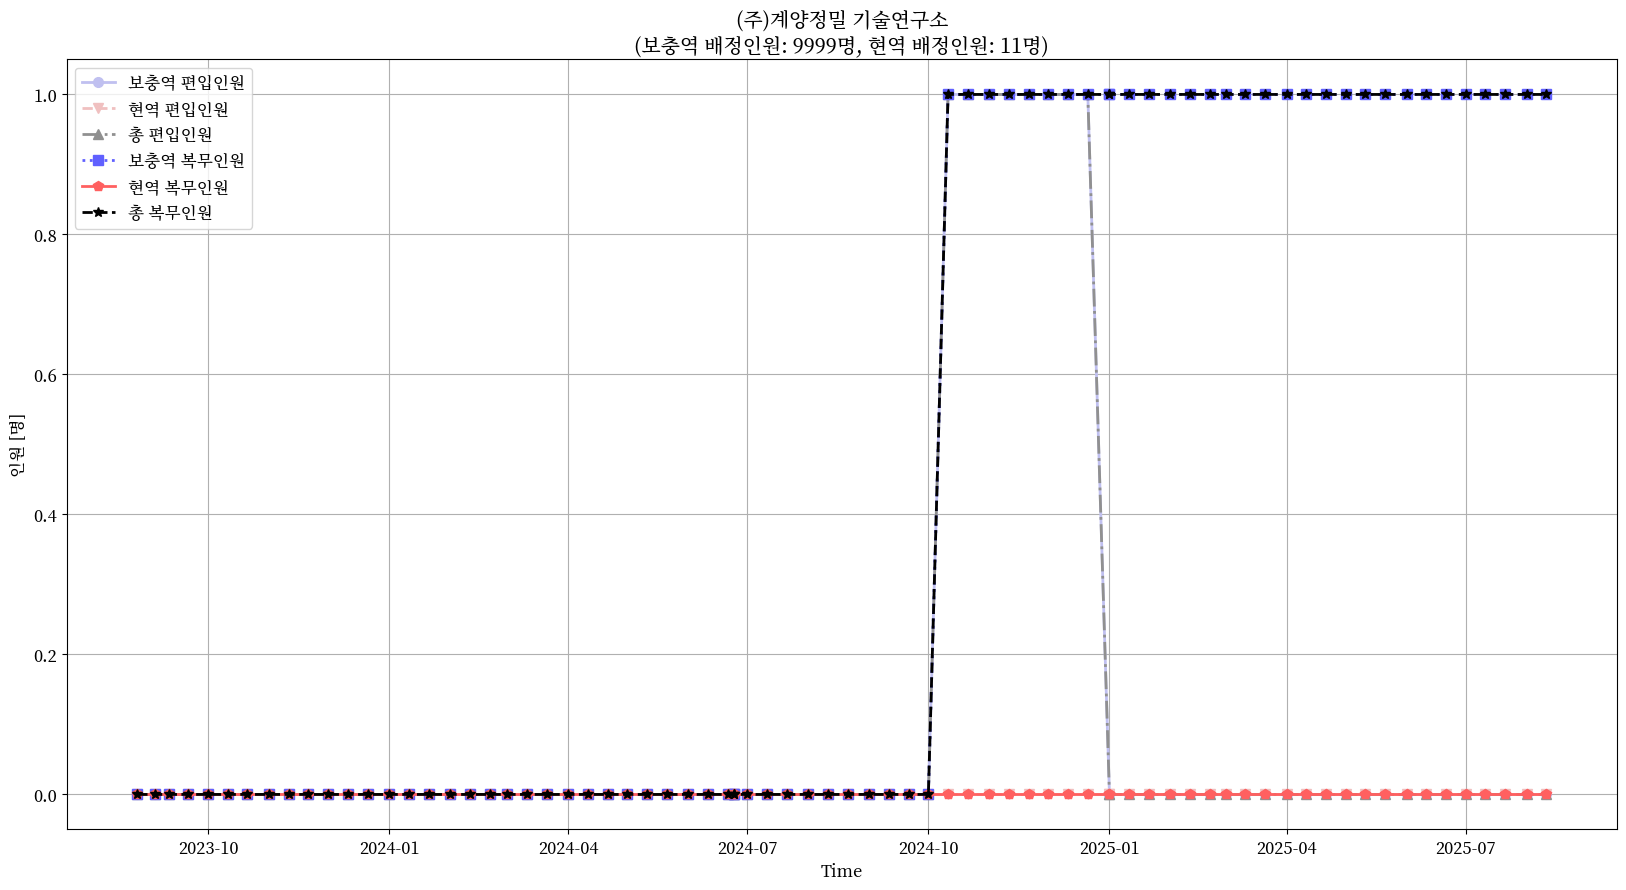 (주)계양정밀 기술연구소
(보충역 배정인원: 9999명, 현역 배정인원: 11명)
보충역 편입인원
현역 편입인원
총 편입인원
보충역 복무인원
현역 복무인원
총 복무인원
1.0
0.8
0.6
0.4
0.2
0.0
인원 [명]
2023-10
2024-01
2024-04
2024-07
2024-10
2025-01
2025-04
2025-07
Time